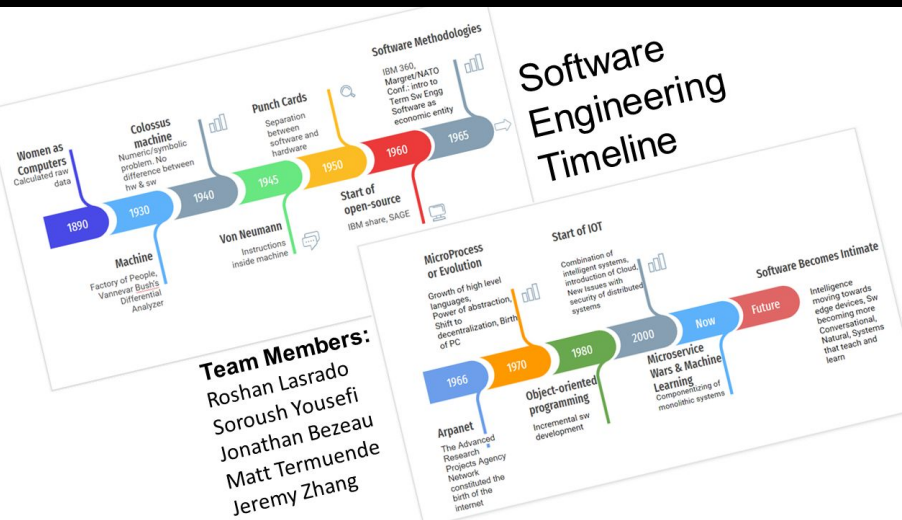 Software
Engineering
Timeline
Women as
Computers
Calculated raw
data
1890
1930
Machine
Factory of People,
Vannevar Bush's
Differential
Analyzer
Colossus
machine
Numeric/symbolic
problem. No
difference between
hw & sw
1940
1945
Von Neumann
Instructions
inside machine
Punch Cards
Separation
between
software and
hardware
1950
1960
Start of
open-source
IBM share, SAGE
Software Methodologies
IBM 360,
Margret/NATO
Conf.: intro to
Term Sw Engg
Software as
economic entity
1965
1966
Arpanet
The Advanced
Research
Projects Agency
Network
constituted the
birth of the
internet
MicroProcess
or Evolution
Growth of high level
languages,
Power of abstraction,
Shift to
decentralization, Birth
of PC
1970
1980
Object-oriented
programming
Incremental sw
development
Start of IOT
Combination of
intelligent systems,
introduction of Cloud,
New Issues with
security of distributed
systems
2000
Now
Microservice
Wars & Machine
Learning
Componentizing of
monolithic systems
Future
Software Becomes Intimate
Intelligence
moving towards
edge devices, Sw
becoming more
Conversational,
Natural, Systems
that teach and
learn
Team Members:
Roshan Lasrado
Soroush Yousefi
Jonathan Bezeau
Matt Termuende
Jeremy Zhang